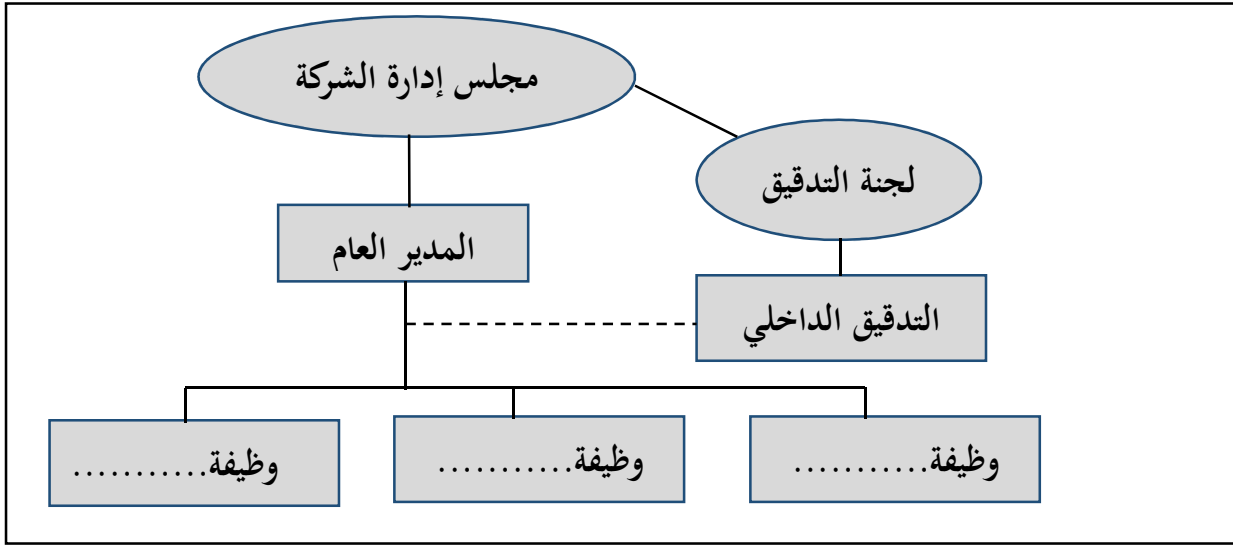 مجلس إدارة الشركة
لجنة التدقيق
المدير العام
التدقيق الداخلي
وظيفة...........
وظيفة...........
وظيفة...........